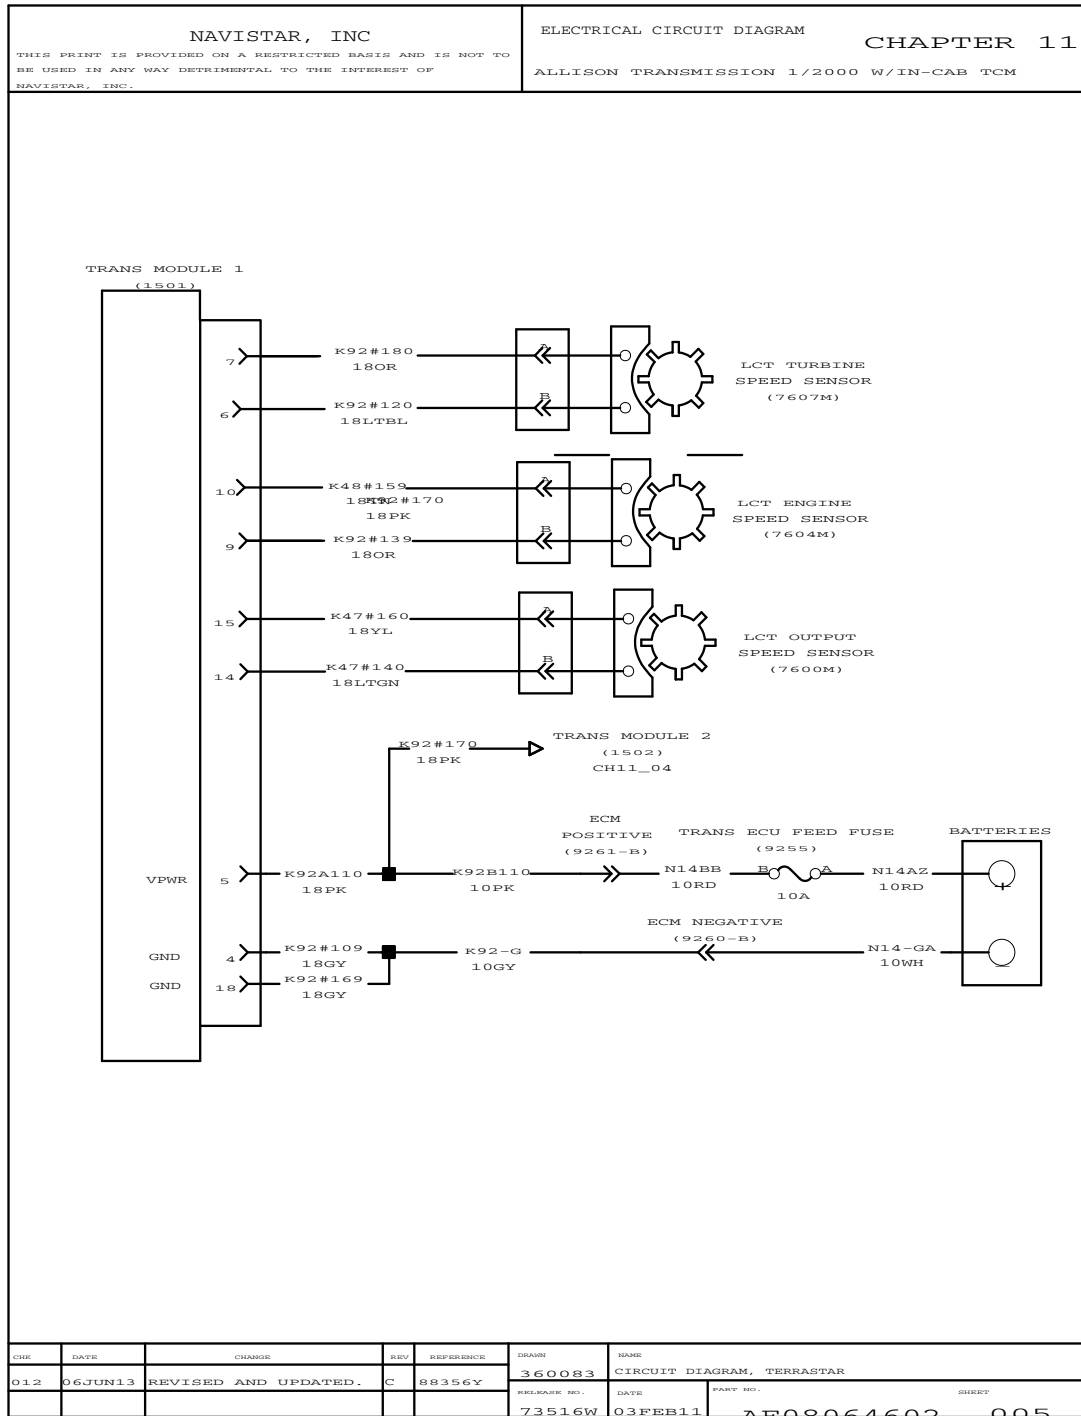 NAVISTAR, INC
THIS PRINT IS PROVIDED ON A RESTRICTED BASIS AND IS NOT TO
BE USED IN ANY WAY DETRIMENTAL TO THE INTEREST OF
NAVISTAR, INC.
ELECTRICAL CIRCUIT DIAGRAM
CHAPTER 11
ALLISON TRANSMISSION 1/2000 W/IN-CAB TCM
TRANS MODULE 1
(1501)
7
K92#180
18OR
A
6
K92#120
18LTBL
B
LCT TURBINE
SPEED SENSOR
(7607M)
10
K48#159
K92#170
18PK
A
9
K92#139
18OR
B
LCT ENGINE
SPEED SENSOR
(7604M)
15
K47#160
18YL
A
14
K47#140
18LTGN
B
LCT OUTPUT
SPEED SENSOR
(7600M)
K92#170
18PK
TRANS MODULE 2
(1502)
CH11_04
VPWR
5
K92A110
18PK
K92B110
10PK
ECM
POSITIVE
(9261-B)
N14BB
10RD
TRANS ECU FEED FUSE
(9255)
B
A
10A
N14AZ
10RD
BATTERIES
+
GND
4
K92#109
18GY
K92-G
10GY
ECM NEGATIVE
(9260-B)
N14-GA
10WH
−
GND
18
K92#169
18GY
CHK
DATE
CHANGE
REV
REFERENCE
012
06JUN13
REVISED AND UPDATED.
C
88356Y
DRAWN
360083
NAME
CIRCUIT DIAGRAM, TERRASTAR
RELEASE NO.
73516W
DATE
03FEB11
PART NO.
SHEET